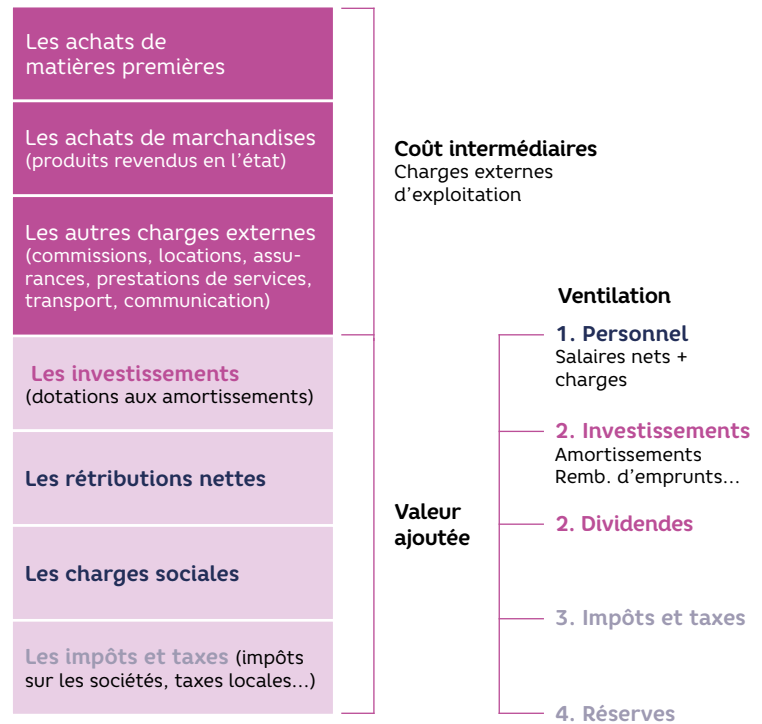 Les achats de
matières premières
Les achats de marchandises
(produits revendus en l’état)
Les autres charges externes
(commissions, locations, assu-
rances, prestations de services,
transport, communication)
Les investissements
(dotations aux amortissements)
Les rétributions nettes
Les charges sociales
Les impôts et taxes (impôts
sur les sociétés, taxes locales...)
Coût intermédiaires
Charges externes
d’exploitation
Valeur
ajoutée
Ventilation
1. Personnel
Salaires nets +
charges
2. Investissements
Amortissements
Remb. d’emprunts...
2. Dividendes
3. Impôts et taxes
4. Réserves